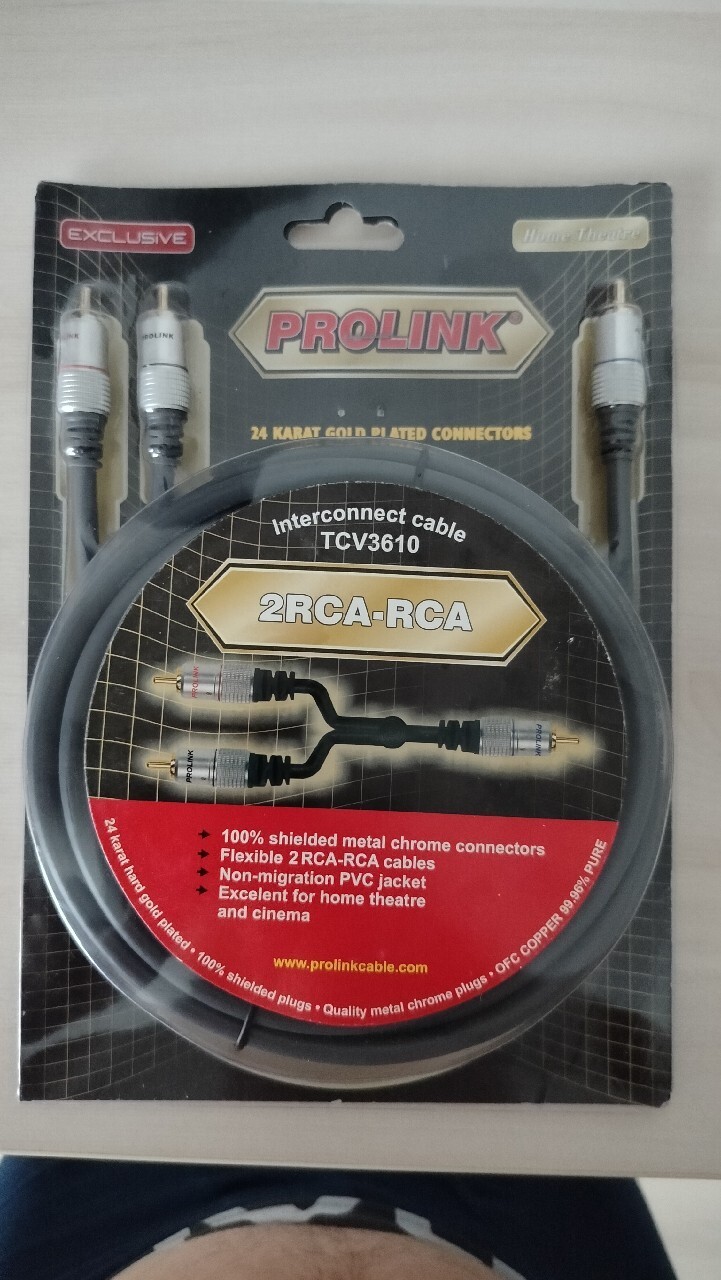 EXCLUSIVE
Home Theatre
PROLINK®
PROLINK
24 KARAT GOLD PLATED CONNECTORS
Interconnect cable
TCV3610
2RCA-RCA
PROLINK
PROLINK
PROLINK
100% shielded metal chrome connectors
Flexible 2RCA-RCA cables
Non-migration PVC jacket
Excelent for home theatre
and cinema
www.prolinkcable.com
24 karat hard gold plated • 100% shielded plugs • Quality metal chrome plugs • OFC COPPER 99.96% PURE